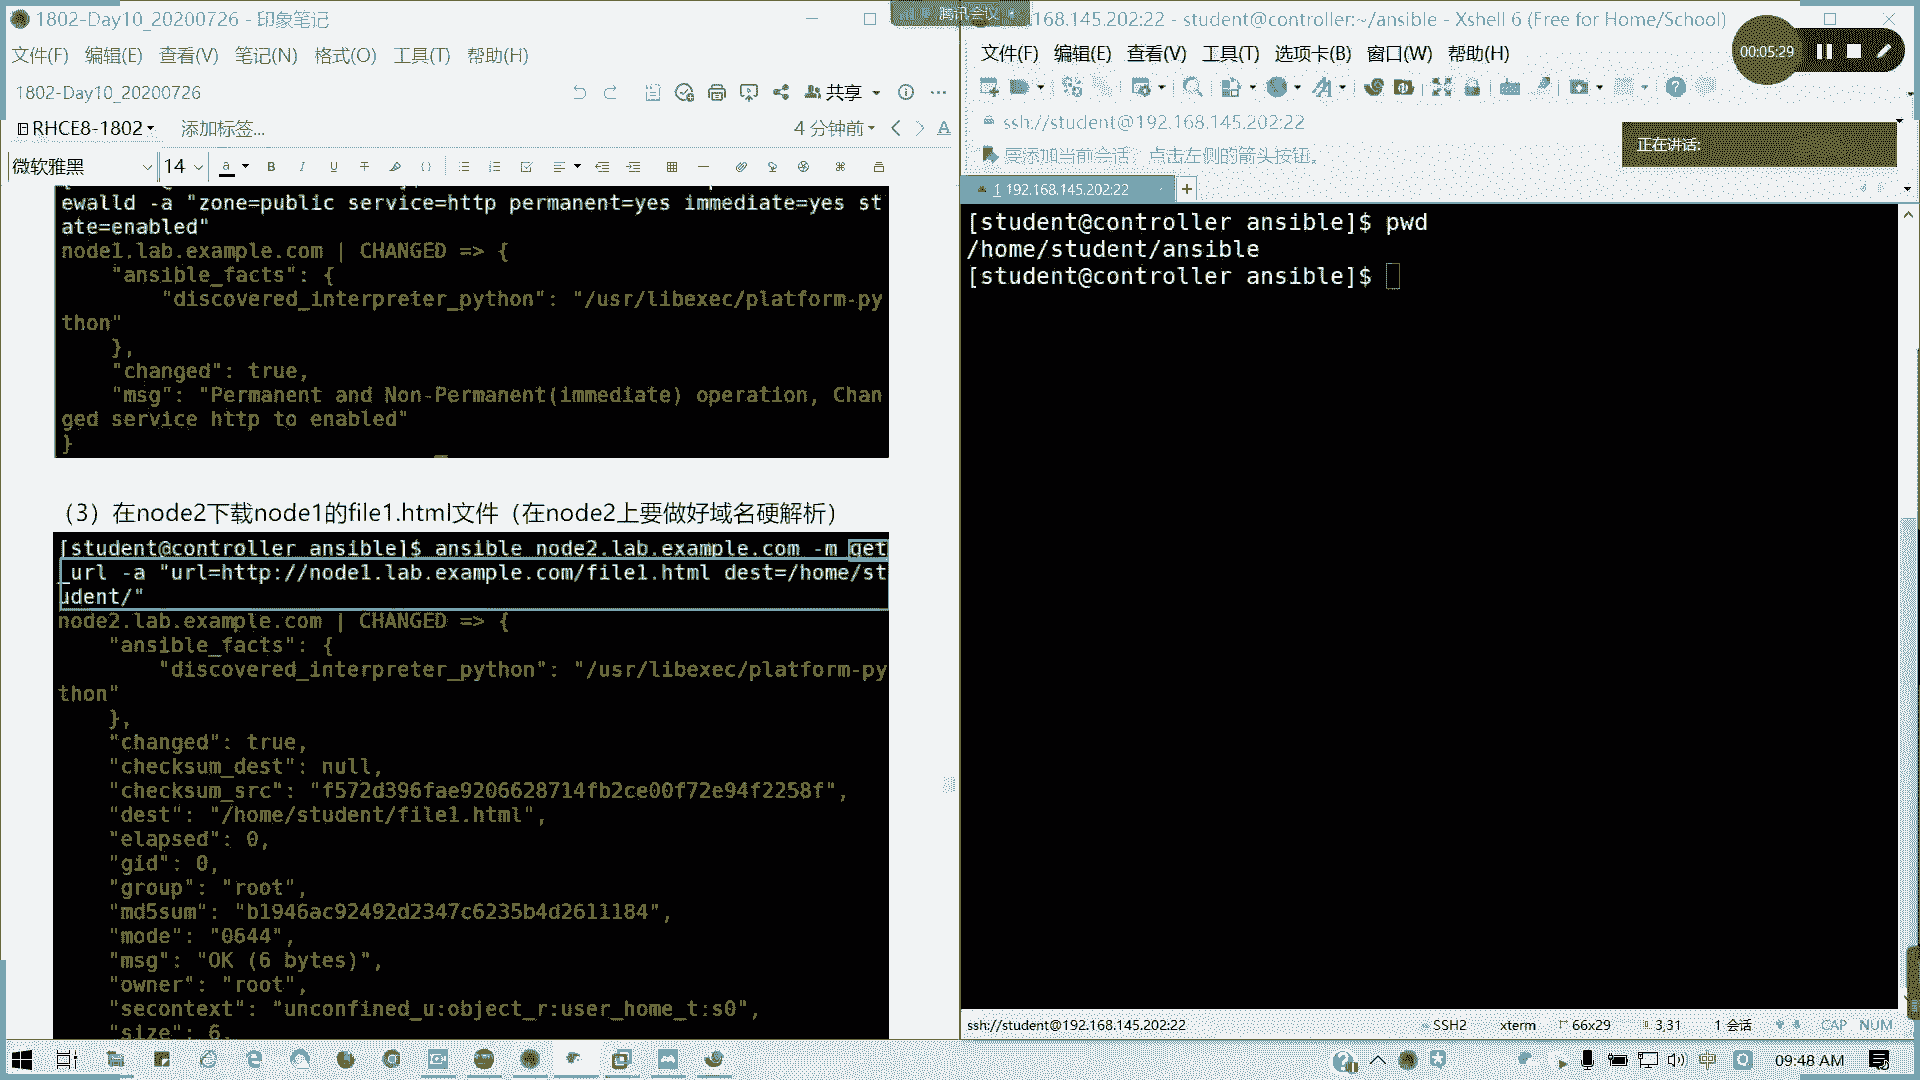 1802-Day10_20200726 - 印象笔记
文件(F) 编辑(E) 查看(V) 笔记(N) 格式(O) 工具(T) 帮助(H)
1802-Day10_20200726
共享
RHCE8-1802
添加标签...
4 分钟前
微软雅黑
14
ewalld -a "zone=public service=http permanent=yes immediate=yes st
ate=enabled"
node1.lab.example.com | CHANGED => {
"ansible_facts": {
"discovered_interpreter_python": "/usr/libexec/platform-py
thon"
},
"changed": true,
"msg": "Permanent and Non-Permanent(immediate) operation, Chan
ged service http to enabled"
}
（3）在node2下载node1的file1.html文件（在node2上要做好域名硬解析）
[student@controller ansible]$ ansible node2.lab.example.com -m get
_url -a "url=http://node1.lab.example.com/file1.html dest=/home/st
udent/"
node2.lab.example.com | CHANGED => {
"ansible_facts": {
"discovered_interpreter_python": "/usr/libexec/platform-py
thon"
},
"changed": true,
"checksum_dest": null,
"checksum_src": "f572d396fae9206628714fb2ce00f72e94f2258f",
"dest": "/home/student/file1.html",
"elapsed": 0,
"gid": 0,
"group": "root",
"md5sum": "b1946ac92492d2347c6235b4d2611184",
"mode": "0644",
"msg": "OK (6 bytes)",
"owner": "root",
"secontext": "unconfined_u:object_r:user_home_t:s0",
"size": 6,
腾讯会议
168.145.202:22 - student@controller:~/ansible - Xshell 6 (Free for Home/School)
文件(F) 编辑(E) 查看(V) 工具(T) 选项卡(B) 窗口(W) 帮助(H)
00:05:29
ssh://student@192.168.145.202:22
要添加当前会话，点击左侧的箭头按钮。
正在讲话:
1 192.168.145.202:22
[student@controller ansible]$ pwd
/home/student/ansible
[student@controller ansible]$
ssh://student@192.168.145.202:22
SSH2
xterm
66x29
3,31
1 会话
CAP NUM
中
09:48 AM